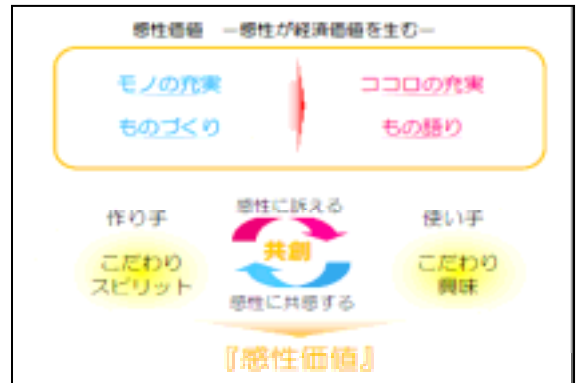 感性価値 ー感性が経済価値を生むー
モノの充実
ココロの充実
ものづくり
もの語り
感性に訴える
作り手
使い手
共創
こだわり
スピリット
こだわり
興味
感性に共感する
『感性価値』